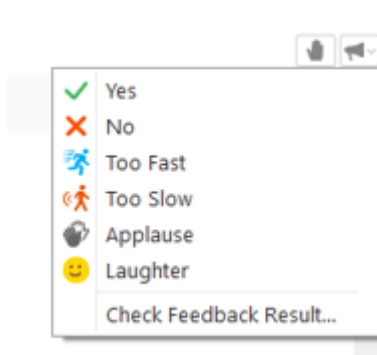 Yes
No
Too Fast
Too Slow
Applause
Laughter
Check Feedback Result...